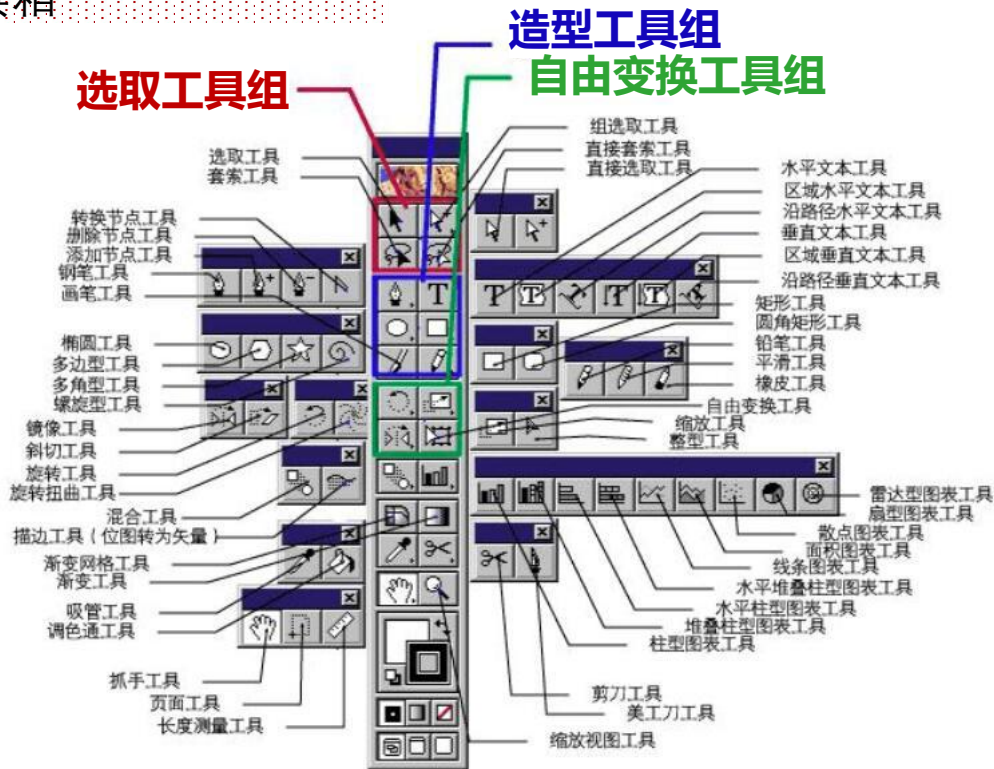 造型工具组
自由变换工具组
选取工具组
选取工具
套索工具
转换节点工具
删除节点工具
添加节点工具
钢笔工具
画笔工具
椭圆工具
多边型工具
多角型工具
螺旋型工具
镜像工具
斜切工具
旋转工具
旋转扭曲工具
混合工具
描边工具（位图转为矢量）
渐变网格工具
渐变工具
吸管工具
调色通工具
抓手工具
页面工具
长度测量工具
组选取工具
直接套索工具
直接选取工具
水平文本工具
区域水平文本工具
沿路径水平文本工具
垂直文本工具
区域垂直文本工具
沿路径垂直文本工具
矩形工具
圆角矩形工具
铅笔工具
平滑工具
橡皮工具
自由变换工具
缩放工具
整型工具
雷达型图表工具
扇型图表工具
散点图表工具
面积图表工具
线条图表工具
水平堆叠柱型图表工具
水平柱型图表工具
堆叠柱型图表工具
柱型图表工具
剪刀工具
美工刀工具
缩放视图工具